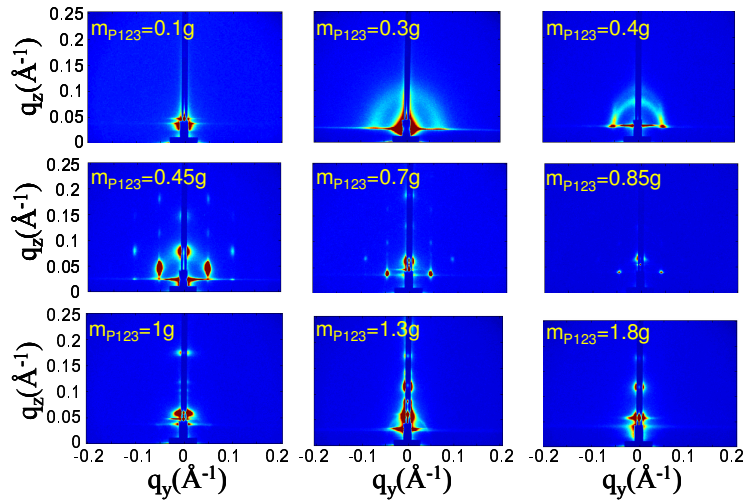 0.25
0.2
0.15
0.1
0.05
0
q_z(Å⁻¹)
m_P123=0.1g
m_P123=0.3g
m_P123=0.4g
0.25
0.2
0.15
0.1
0.05
0
q_z(Å⁻¹)
m_P123=0.45g
m_P123=0.7g
m_P123=0.85g
0.25
0.2
0.15
0.1
0.05
0
q_z(Å⁻¹)
m_P123=1g
m_P123=1.3g
m_P123=1.8g
-0.2 -0.1 0 0.1 0.2
-0.2 -0.1 0 0.1 0.2
-0.2 -0.1 0 0.1 0.2
q_y(Å⁻¹)
q_y(Å⁻¹)
q_y(Å⁻¹)